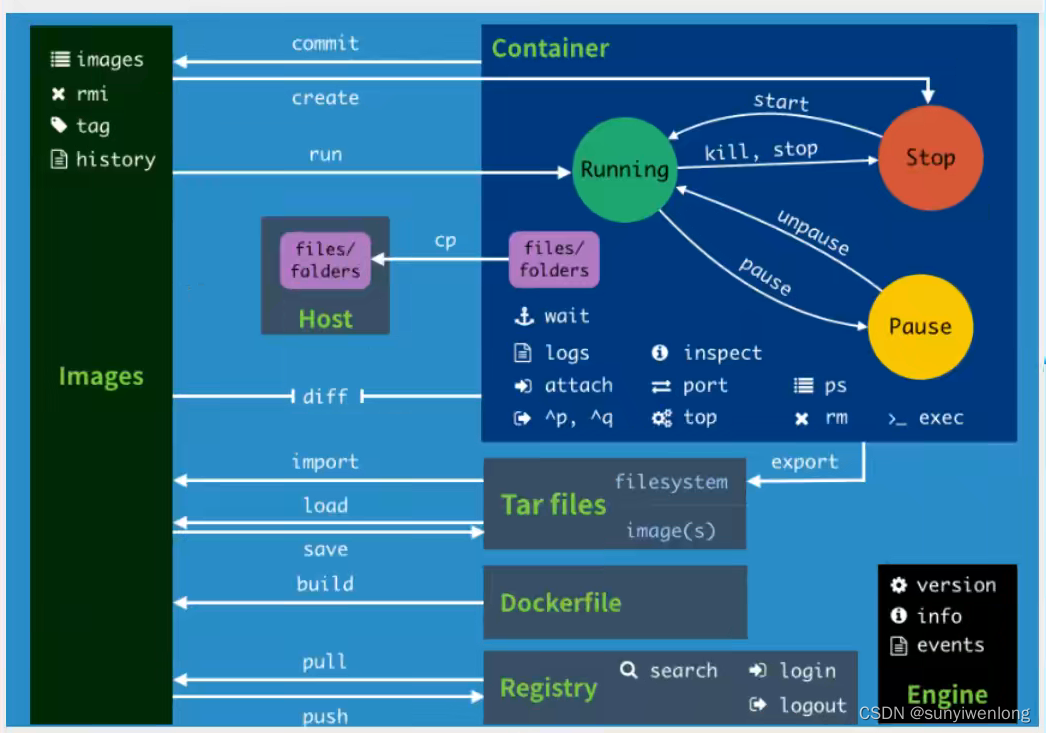 images
rmi
tag
history
Images
commit
create
run
Container
start
kill, stop
Running
Stop
unpause
pause
Pause
cp
files/
folders
Host
files/
folders
wait
logs
inspect
attach
port
ps
^p, ^q
top
rm
>_ exec
diff
import
export
load
save
Tar files
filesystem
image(s)
build
Dockerfile
pull
push
Registry
search
login
logout
version
info
events
Engine
CSDN @sunyiwenlong